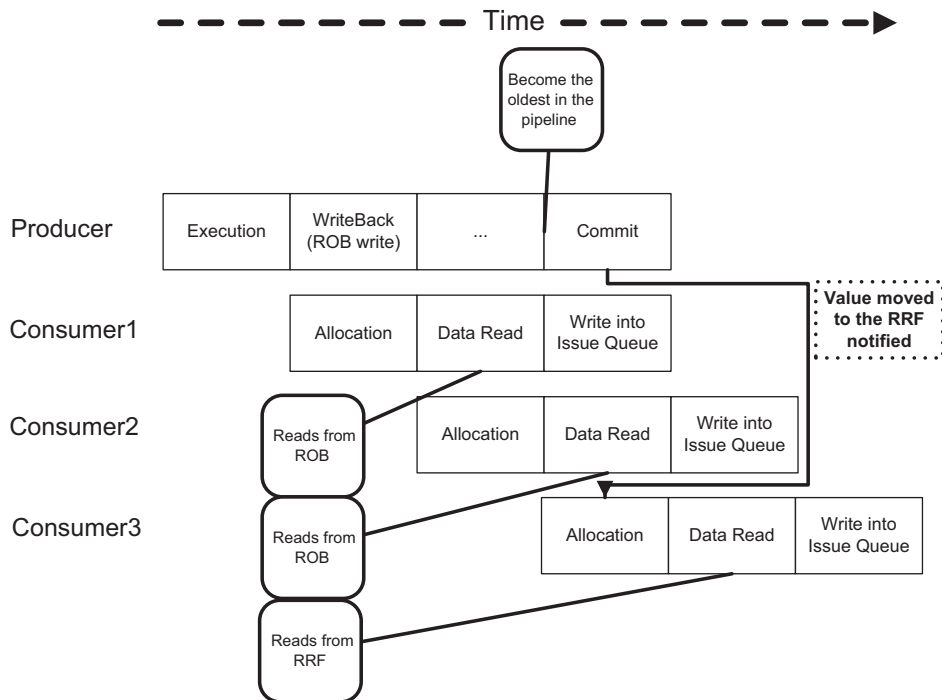 Time
Become the
oldest in the
pipeline
Producer
Execution
WriteBack
(ROB write)
...
Commit
Value moved
to the RRF
notified
Consumer1
Allocation
Data Read
Write into
Issue Queue
Consumer2
Reads from
ROB
Allocation
Data Read
Write into
Issue Queue
Consumer3
Reads from
ROB
Allocation
Data Read
Write into
Issue Queue
Reads from
RRF